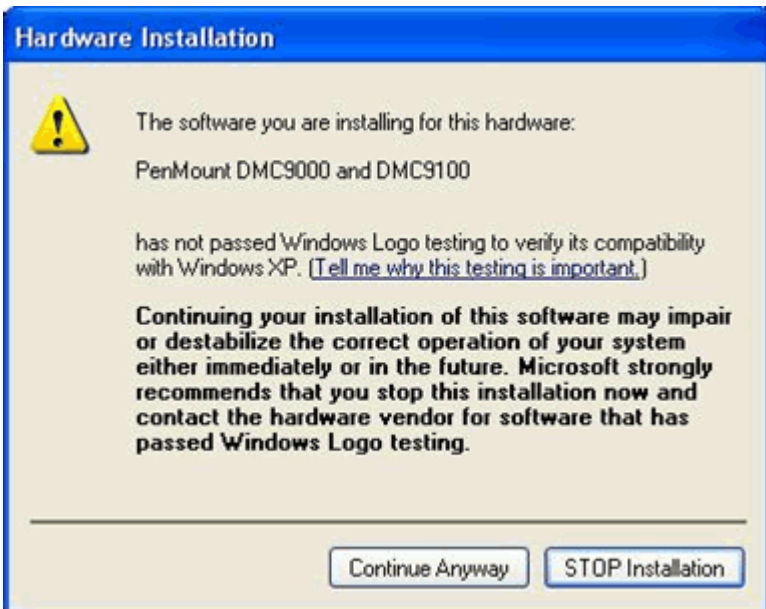 Hardware Installation
The software you are installing for this hardware:
PenMount DMC9000 and DMC9100
has not passed Windows Logo testing to verify its compatibility
with Windows XP. (Tell me why this testing is important.)
Continuing your installation of this software may impair
or destabilize the correct operation of your system
either immediately or in the future. Microsoft strongly
recommends that you stop this installation now and
contact the hardware vendor for software that has
passed Windows Logo testing.
Continue Anyway
STOP Installation